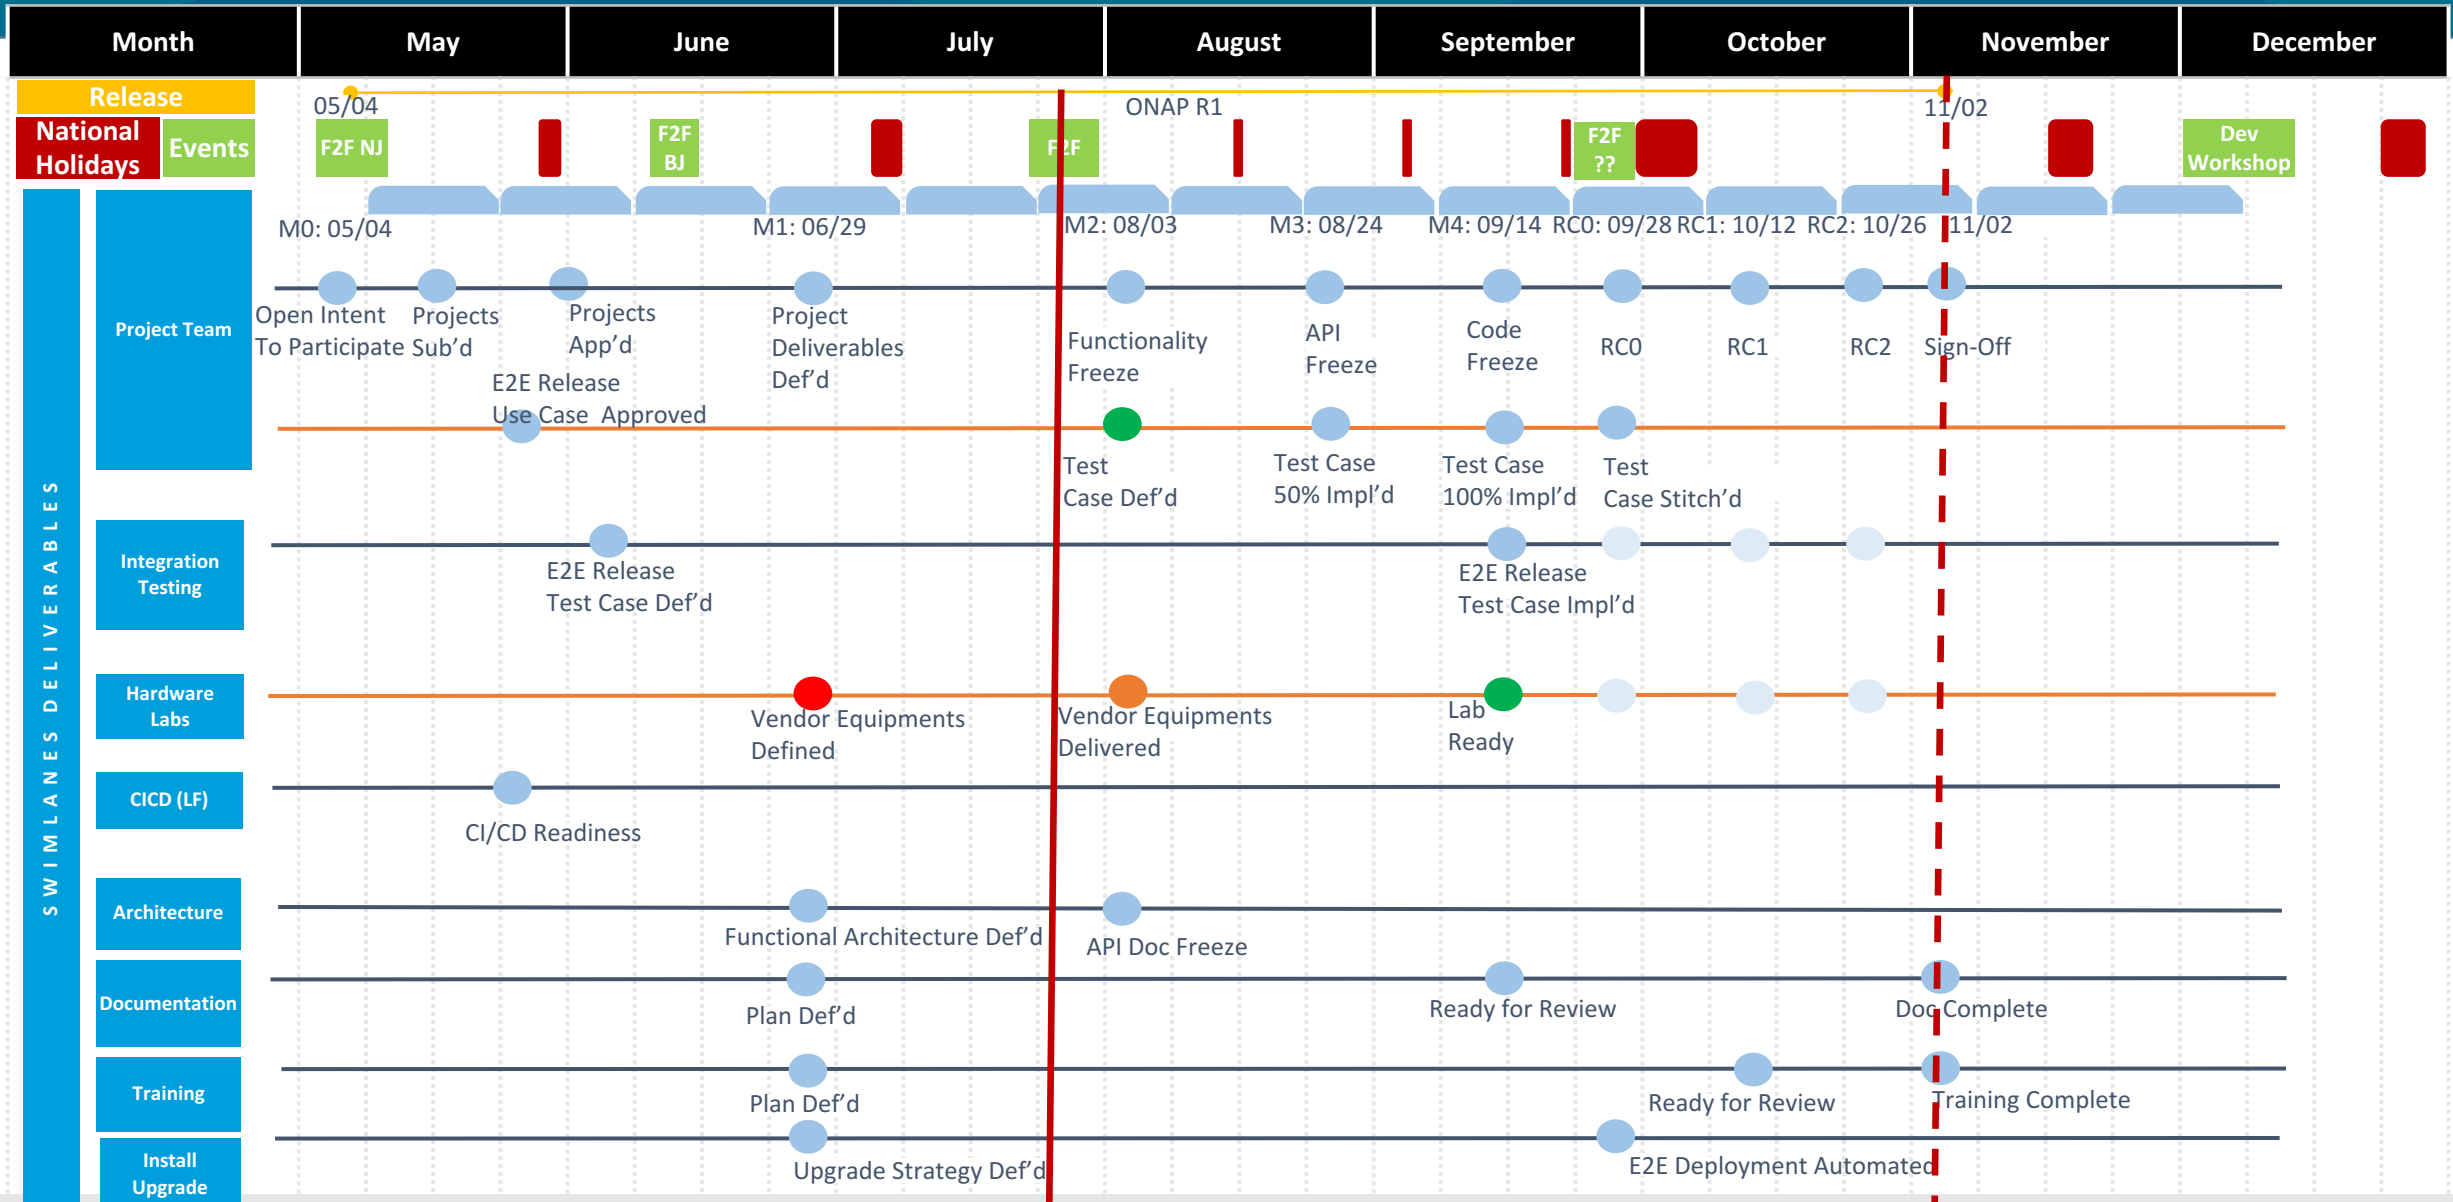 Month May June July August September October November December
Release
05/04 ONAP R1 11/02
National
Holidays
Events
F2F NJ
F2F
BJ
F2F
F2F
??
Dev
Workshop
M0: 05/04 M1: 06/29 M2: 08/03 M3: 08/24 M4: 09/14 RC0: 09/28 RC1: 10/12 RC2: 10/26 11/02
SWIMLANES DELIVERABLES
Project Team
Open Intent
To Participate
Projects
Sub’d
Projects
App’d
Project
Deliverables
Def’d
Functionality
Freeze
API
Freeze
Code
Freeze
RC0
RC1
RC2
Sign-Off
E2E Release
Use Case Approved
Test
Case Def’d
Test Case
50% Impl’d
Test Case
100% Impl’d
Test
Case Stitch’d
Integration
Testing
E2E Release
Test Case Def’d
E2E Release
Test Case Impl’d
Hardware
Labs
Vendor Equipments
Defined
Vendor Equipments
Delivered
Lab
Ready
CICD (LF)
CI/CD Readiness
Architecture
Functional Architecture Def’d
API Doc Freeze
Documentation
Plan Def’d
Ready for Review
Doc Complete
Training
Plan Def’d
Ready for Review
Training Complete
Install
Upgrade
Upgrade Strategy Def’d
E2E Deployment Automated